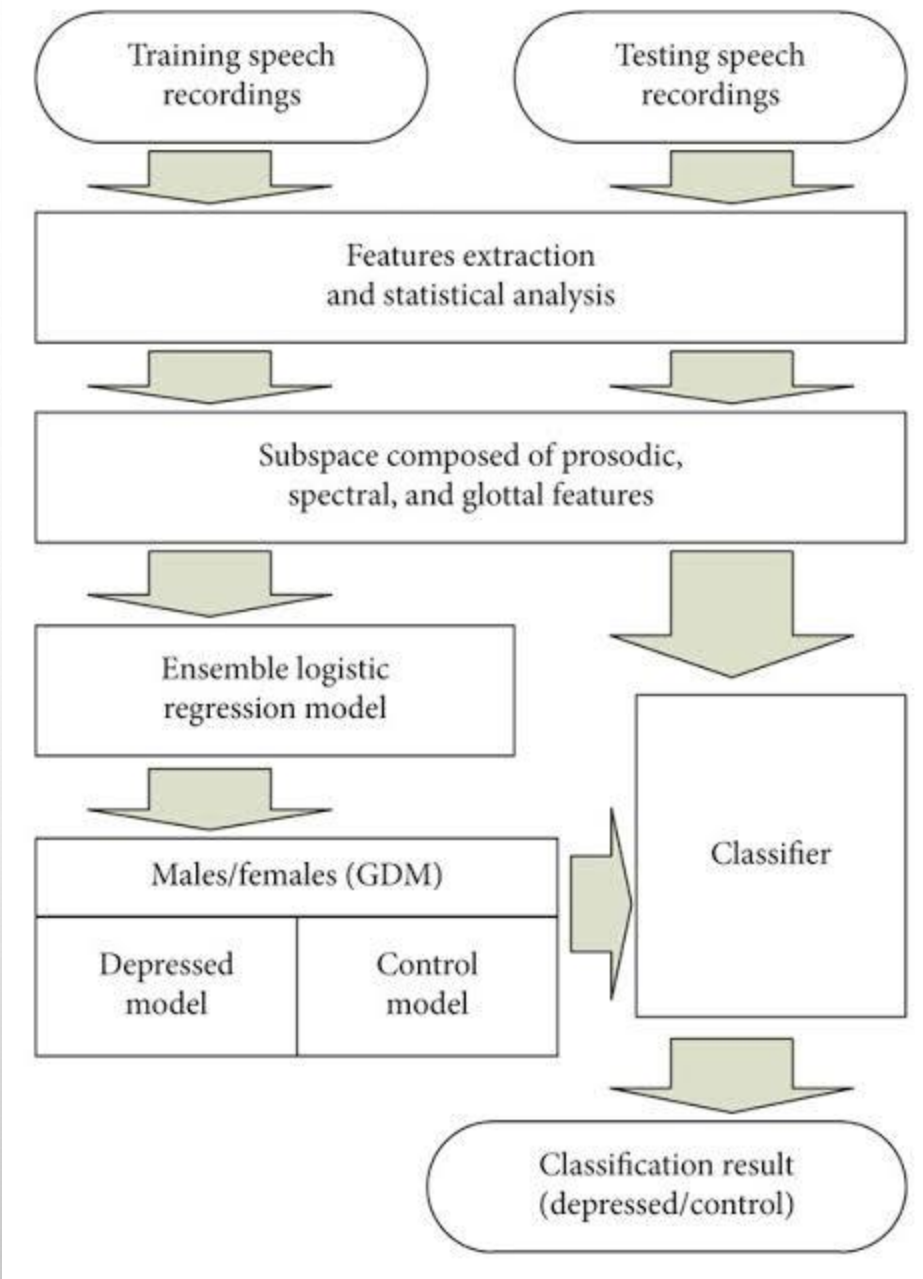 Training speech
recordings
Testing speech
recordings
Features extraction
and statistical analysis
Subspace composed of prosodic,
spectral, and glottal features
Ensemble logistic
regression model
Males/females (GDM)
Depressed
model
Control
model
Classifier
Classification result
(depressed/control)